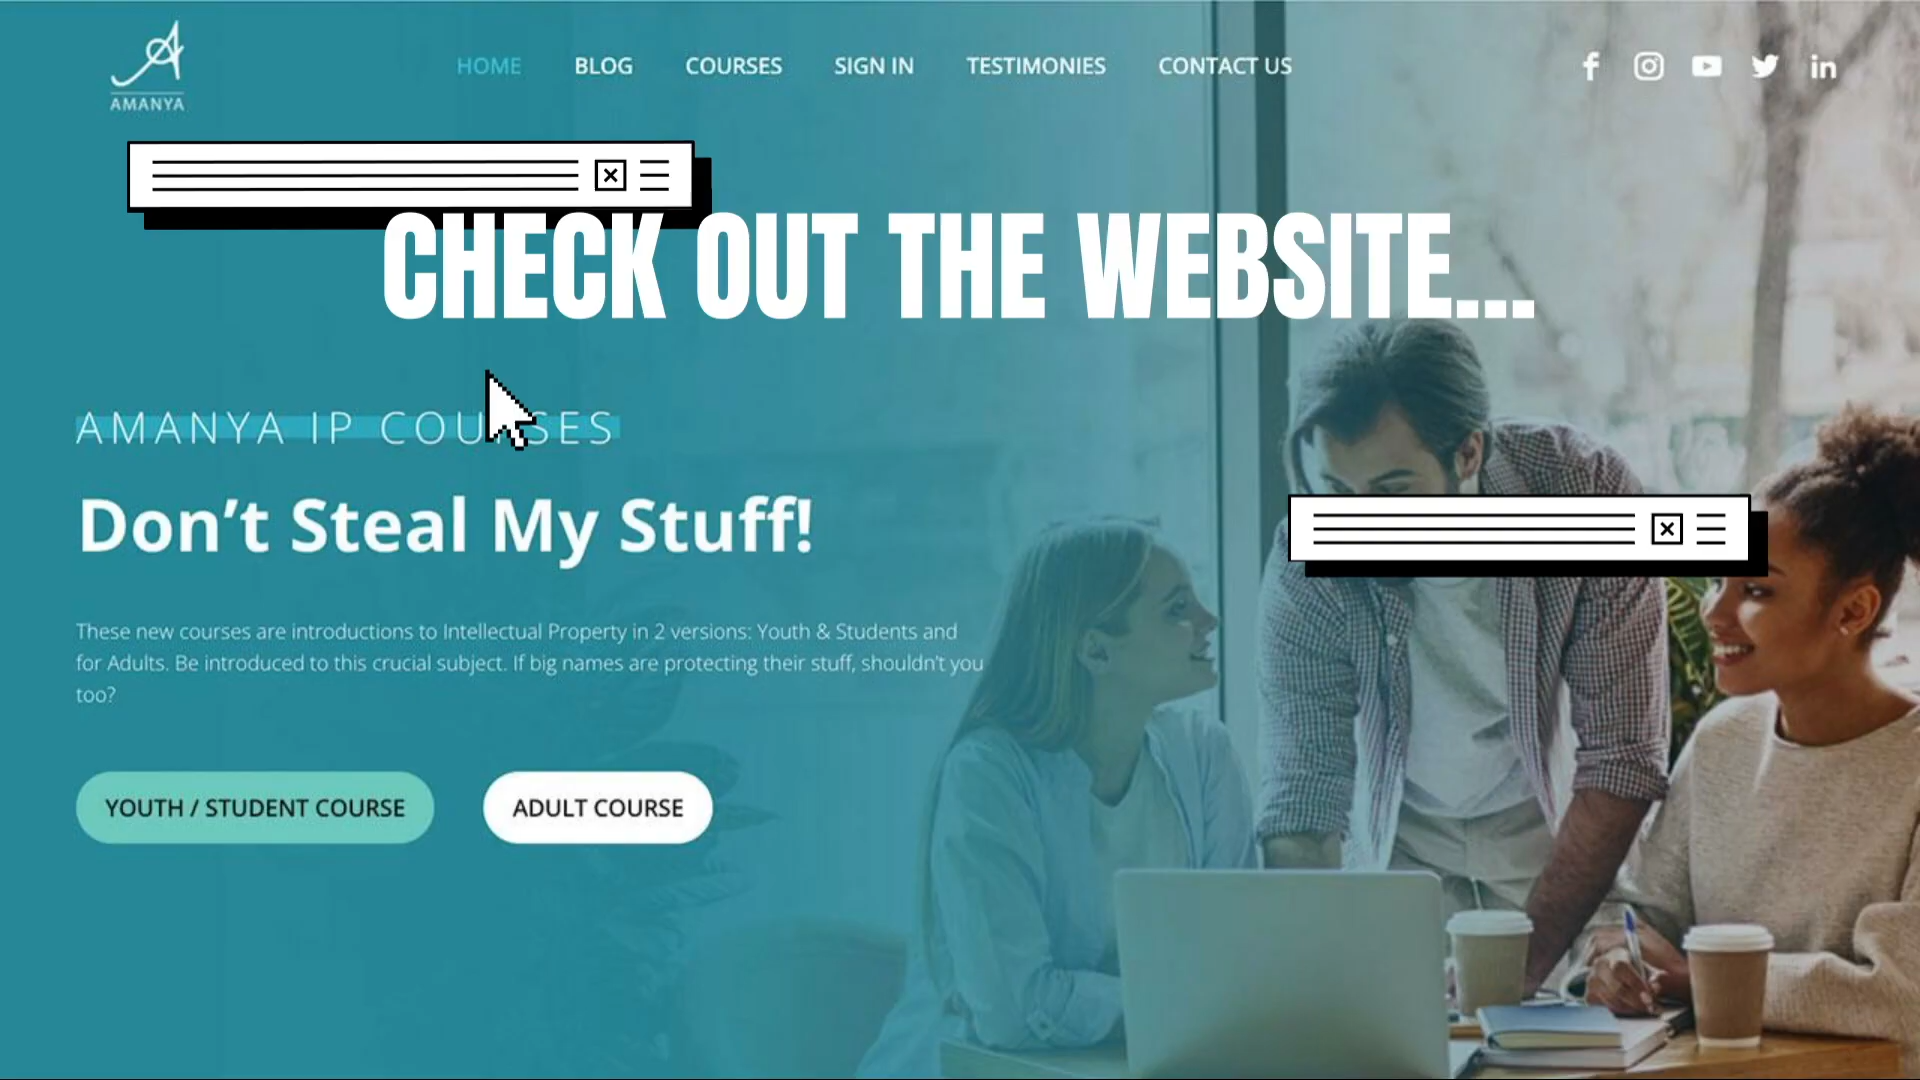 AMANYA
HOME BLOG COURSES SIGN IN TESTIMONIES CONTACT US
CHECK OUT THE WEBSITE...
AMANYA IP COURSES
Don’t Steal My Stuff!
These new courses are introductions to Intellectual Property in 2 versions: Youth & Students and
for Adults. Be introduced to this crucial subject. If big names are protecting their stuff, shouldn't you
too?
YOUTH / STUDENT COURSE
ADULT COURSE